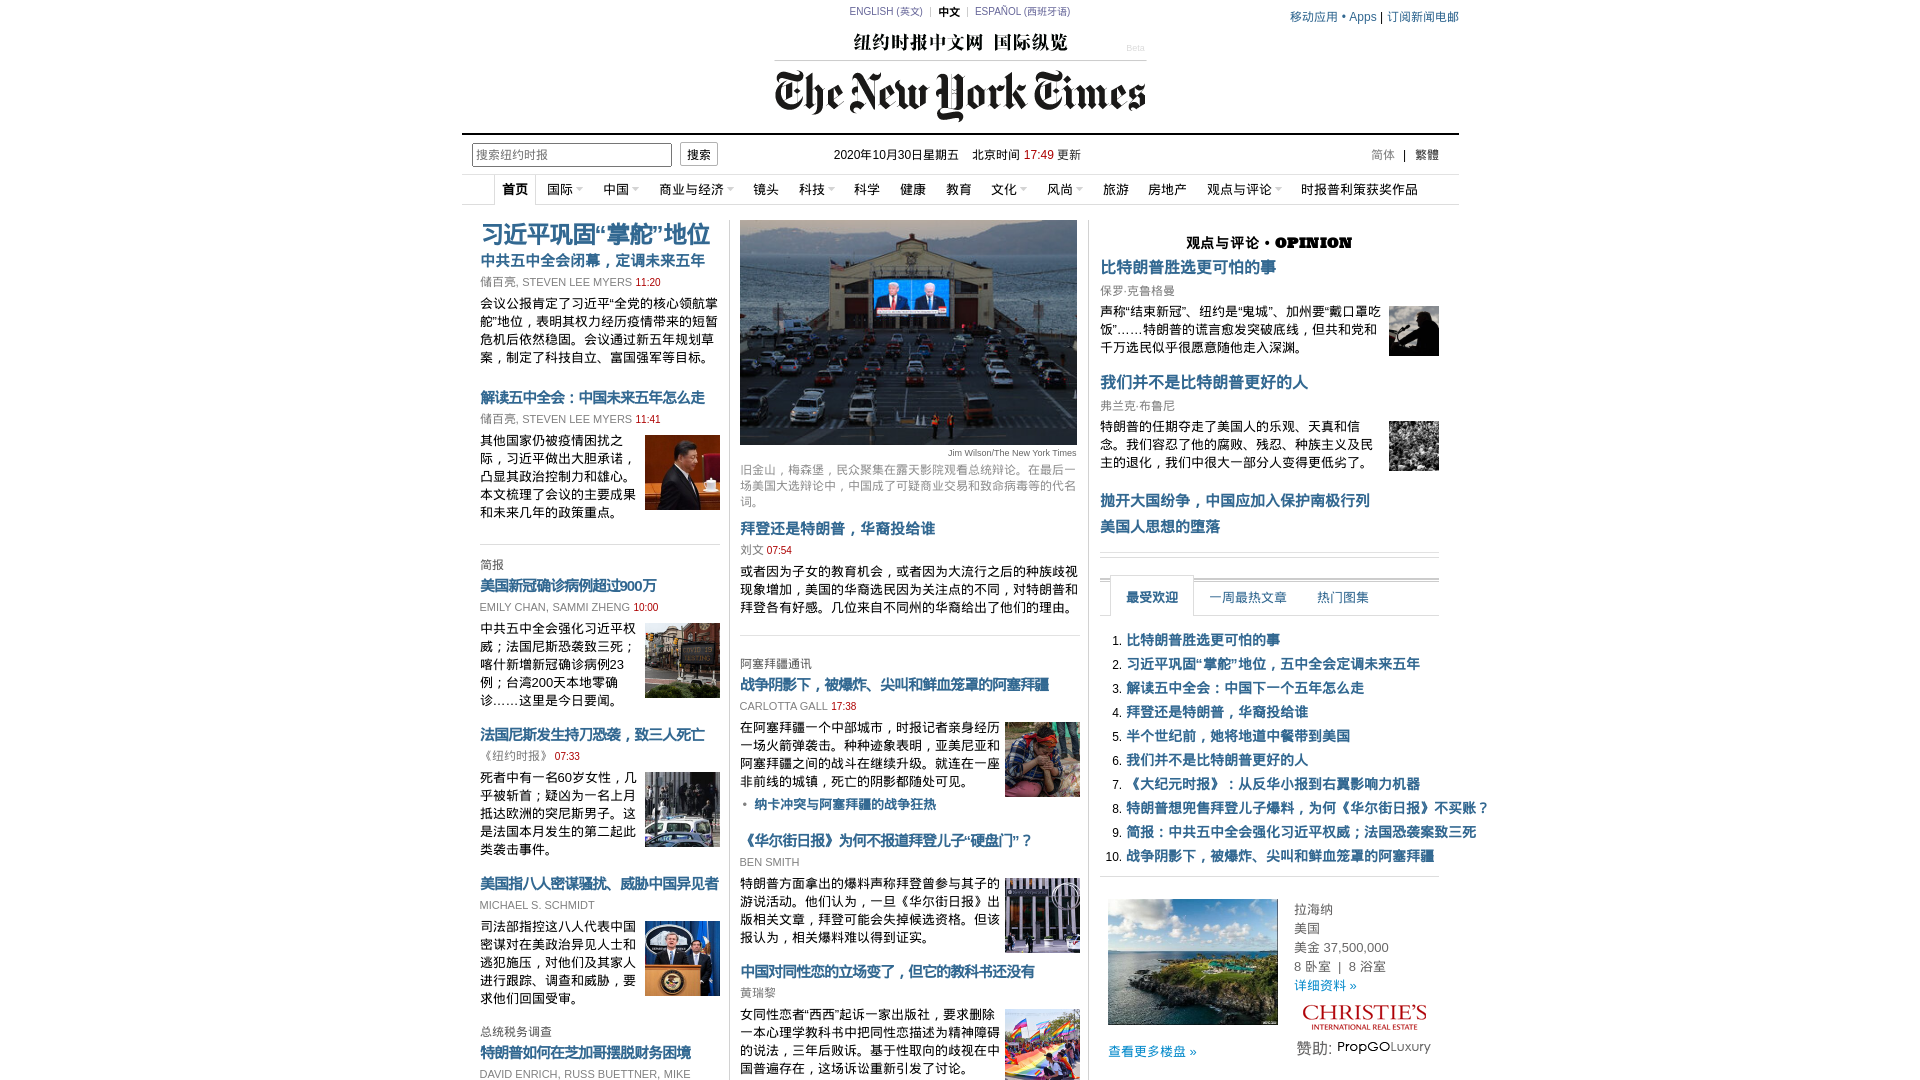 ENGLISH (英文)
中文
ESPAÑOL (西班牙语)
移动应用 • Apps | 订阅新闻电邮
纽约时报中文网 国际纵览
Beta
The New York Times
搜索纽约时报
搜索
2020年10月30日星期五 北京时间 17:49 更新
简体 | 繁體
首页 国际 中国 商业与经济 镜头 科技 科学 健康 教育 文化 风尚 旅游 房地产 观点与评论 时报普利策获奖作品
习近平巩固“掌舵”地位
中共五中全会闭幕，定调未来五年
储百亮, STEVEN LEE MYERS 11:20
会议公报肯定了习近平“全党的核心领航掌
舵”地位，表明其权力经历疫情带来的短暂
危机后依然稳固。会议通过新五年规划草
案，制定了科技自立、富国强军等目标。
解读五中全会：中国未来五年怎么走
储百亮, STEVEN LEE MYERS 11:41
其他国家仍被疫情困扰之
际，习近平做出大胆承诺，
凸显其政治控制力和雄心。
本文梳理了会议的主要成果
和未来几年的政策重点。
简报
美国新冠确诊病例超过900万
EMILY CHAN, SAMMI ZHENG 10:00
中共五中全会强化习近平权
威；法国尼斯恐袭致三死；
喀什新增新冠确诊病例23
例；台湾200天本地零确
诊……这里是今日要闻。
法国尼斯发生持刀恐袭，致三人死亡
《纽约时报》 07:33
死者中有一名60岁女性，几
乎被斩首；疑凶为一名上月
抵达欧洲的突尼斯男子。这
是法国本月发生的第二起此
类袭击事件。
美国指八人密谋骚扰、威胁中国异见者
MICHAEL S. SCHMIDT
司法部指控这八人代表中国
密谋对在美政治异见人士和
逃犯施压，对他们及其家人
进行跟踪、调查和威胁，要
求他们回国受审。
总统税务调查
特朗普如何在芝加哥摆脱财务困境
DAVID ENRICH, RUSS BUETTNER, MIKE
Jim Wilson/The New York Times
旧金山，梅森堡，民众聚集在露天影院观看总统辩论。在最后一
场美国大选辩论中，中国成了可疑商业交易和致命病毒等的代名
词。
拜登还是特朗普，华裔投给谁
刘文 07:54
或者因为子女的教育机会，或者因为大流行之后的种族歧视
现象增加，美国的华裔选民因为关注点的不同，对特朗普和
拜登各有好感。几位来自不同州的华裔给出了他们的理由。
阿塞拜疆通讯
战争阴影下，被爆炸、尖叫和鲜血笼罩的阿塞拜疆
CARLOTTA GALL 17:38
在阿塞拜疆一个中部城市，时报记者亲身经历
一场火箭弹袭击。种种迹象表明，亚美尼亚和
阿塞拜疆之间的战斗在继续升级。就连在一座
非前线的城镇，死亡的阴影都随处可见。
• 纳卡冲突与阿塞拜疆的战争狂热
《华尔街日报》为何不报道拜登儿子“硬盘门”？
BEN SMITH
特朗普方面拿出的爆料声称拜登曾参与其子的
游说活动。他们认为，一旦《华尔街日报》出
版相关文章，拜登可能会失掉候选资格。但该
报认为，相关爆料难以得到证实。
中国对同性恋的立场变了，但它的教科书还没有
黄瑞黎
女同性恋者“西西”起诉一家出版社，要求删除
一本心理学教科书中把同性恋描述为精神障碍
的说法，三年后败诉。基于性取向的歧视在中
国普遍存在，这场诉讼重新引发了讨论。
观点与评论 • OPINION
比特朗普胜选更可怕的事
保罗·克鲁格曼
声称“结束新冠”、纽约是“鬼城”、加州要“戴口罩吃
饭”……特朗普的谎言愈发突破底线，但共和党和
千万选民似乎很愿意随他走入深渊。
我们并不是比特朗普更好的人
弗兰克·布鲁尼
特朗普的任期夺走了美国人的乐观、天真和信
念。我们容忍了他的腐败、残忍、种族主义及民
主的退化，我们中很大一部分人变得更低劣了。
抛开大国纷争，中国应加入保护南极行列
美国人思想的堕落
最受欢迎 一周最热文章 热门图集
1. 比特朗普胜选更可怕的事
2. 习近平巩固“掌舵”地位，五中全会定调未来五年
3. 解读五中全会：中国下一个五年怎么走
4. 拜登还是特朗普，华裔投给谁
5. 半个世纪前，她将地道中餐带到美国
6. 我们并不是比特朗普更好的人
7. 《大纪元时报》：从反华小报到右翼影响力机器
8. 特朗普想兜售拜登儿子爆料，为何《华尔街日报》不买账？
9. 简报：中共五中全会强化习近平权威；法国恐袭案致三死
10. 战争阴影下，被爆炸、尖叫和鲜血笼罩的阿塞拜疆
拉海纳
美国
美金 37,500,000
8 卧室 | 8 浴室
详细资料 »
CHRISTIE'S
INTERNATIONAL REAL ESTATE
查看更多楼盘 »
赞助: PropGOLuxury